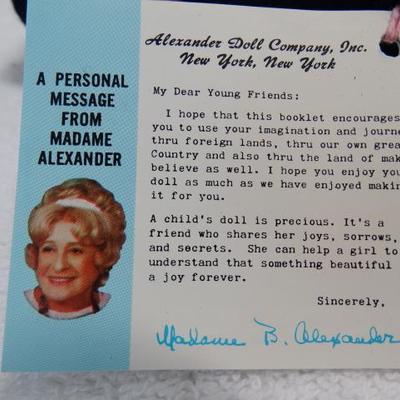 Alexander Doll Company, Inc.
New York, New York
A PERSONAL
MESSAGE
FROM
MADAME
ALEXANDER
My Dear Young Friends:
I hope that this booklet encourages
you to use your imagination and journe
thru foreign lands, thru our own grea
Country and also thru the land of mak
believe as well. I hope you enjoy you
doll as much as we have enjoyed makin
it for you.
A child's doll is precious. It's a
friend who shares her joys, sorrows,
and secrets. She can help a girl to
understand that something beautiful
a joy forever.
Sincerely,
Madame B. Alexander